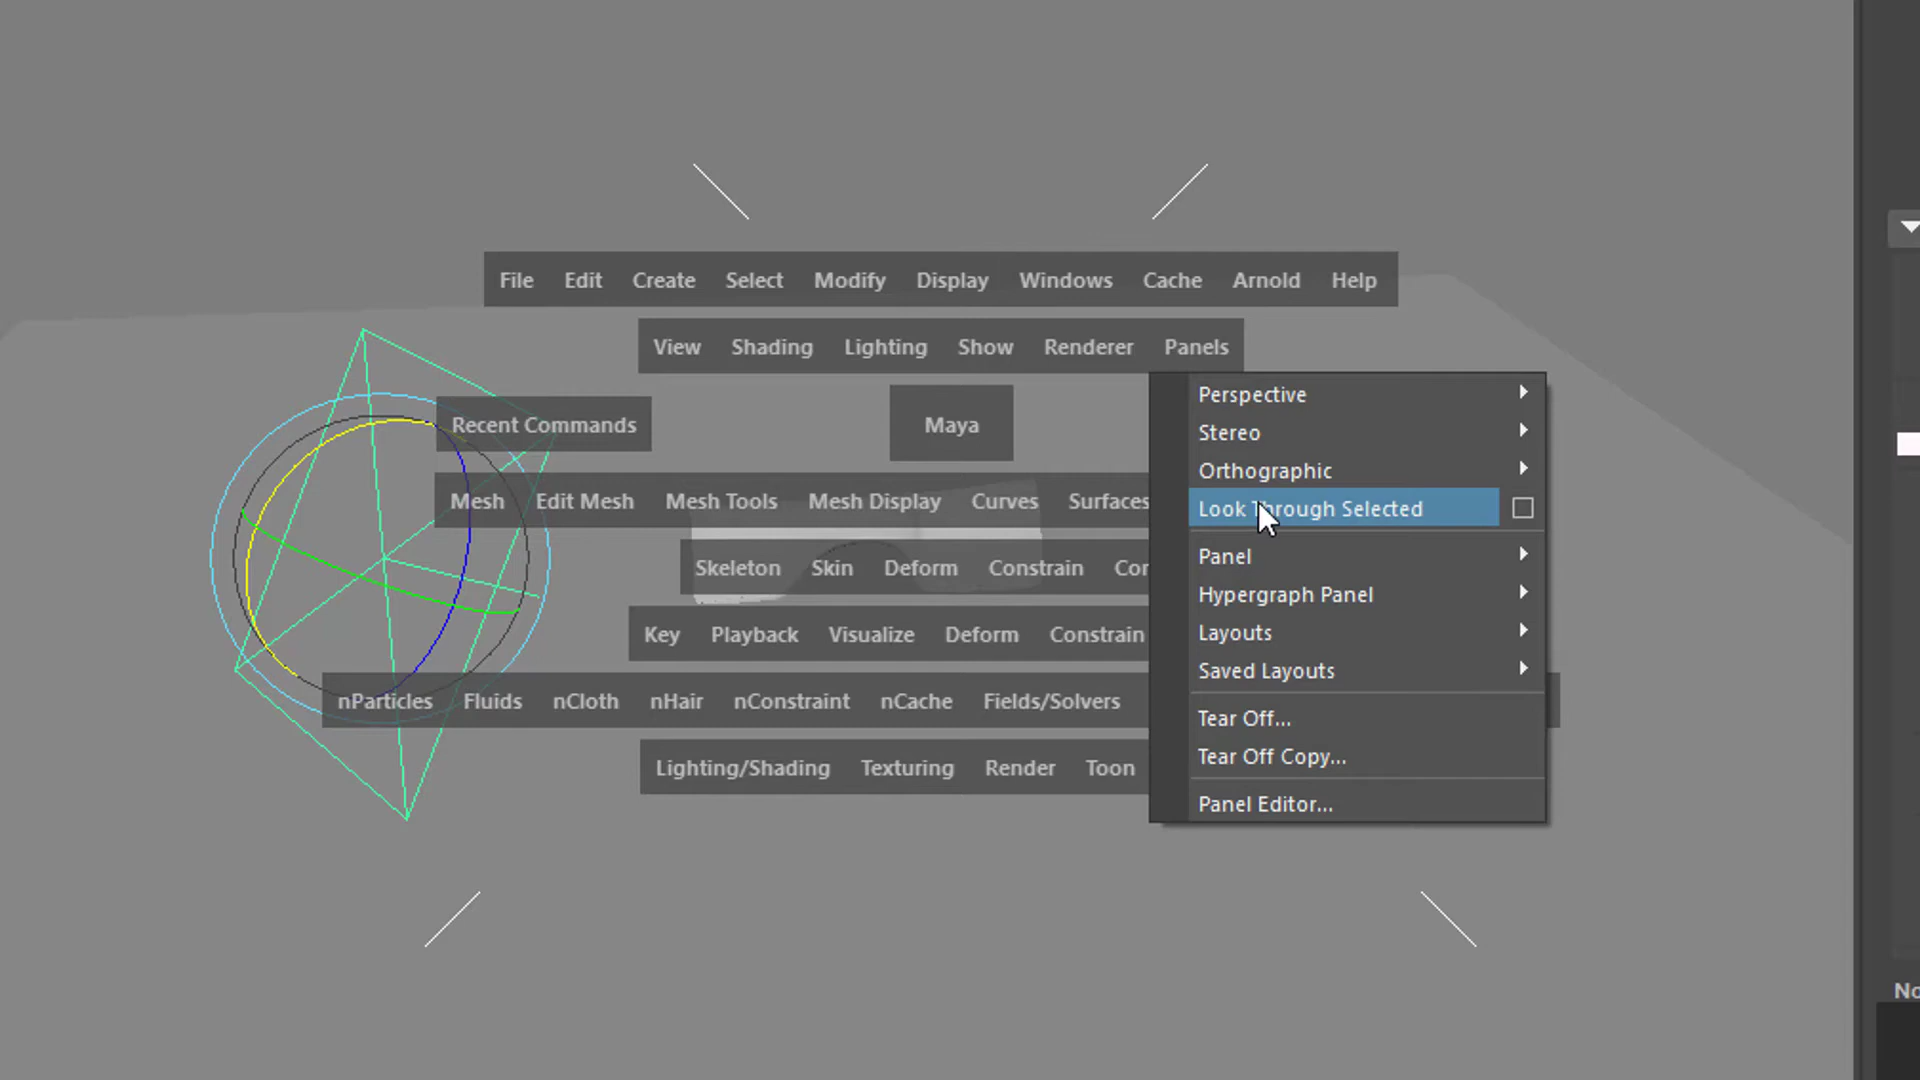 File Edit Create Select Modify Display Windows Cache Arnold Help
View Shading Lighting Show Renderer Panels
Perspective
Stereo
Orthographic
Look Through Selected
Panel
Hypergraph Panel
Layouts
Saved Layouts
Tear Off...
Tear Off Copy...
Panel Editor...
Recent Commands
Maya
Mesh Edit Mesh Mesh Tools Mesh Display Curves Surfaces
Skeleton Skin Deform Constrain
Key Playback Visualize Deform Constrain
nParticles Fluids nCloth nHair nConstraint nCache Fields/Solvers
Lighting/Shading Texturing Render Toon